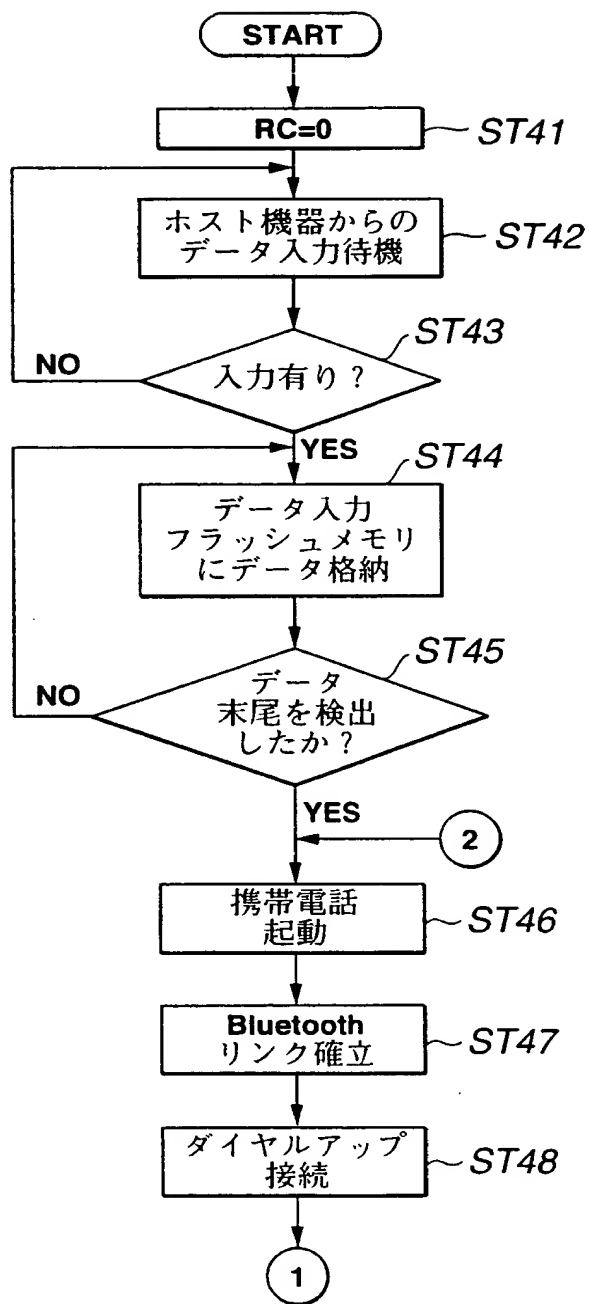 START
RC=0
ST41
ホスト機器からの
データ入力待機
ST42
ST43
入力有り？
NO
YES
ST44
データ入力
フラッシュメモリ
にデータ格納
ST45
データ
末尾を検出
したか？
NO
YES
2
携帯電話
起動
ST46
Bluetooth
リンク確立
ST47
ダイヤルアップ
接続
ST48
1